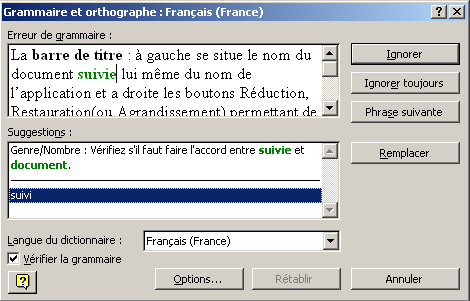 Grammaire et orthographe : Français (France)
Erreur de grammaire :
La barre de titre : à gauche se situe le nom du
document suivie lui même du nom de
l'application et a droite les boutons Réduction,
Restauration(ou Agrandissement) permettant de
Ignorer
Ignorer toujours
Phrase suivante
Suggestions :
Genre/Nombre : Vérifiez s'il faut faire l'accord entre suivie et
document.
suivi
Remplacer
Langue du dictionnaire :
Français (France)
Vérifier la grammaire
Options...
Rétablir
Annuler